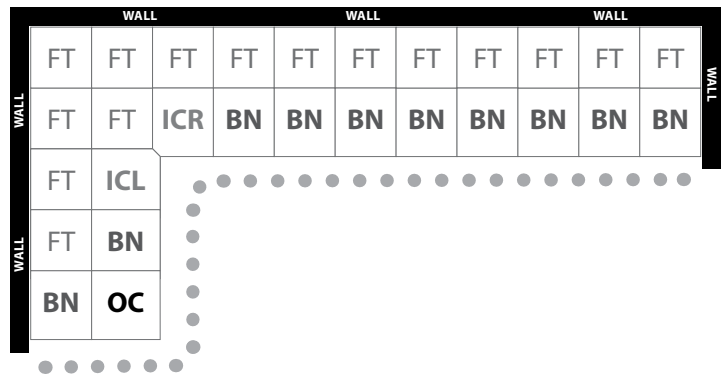 WALL WALL WALL
FT FT FT FT FT FT FT FT FT FT FT
WALL
WALL
FT FT ICR BN BN BN BN BN BN BN BN
FT ICL
WALL
FT BN
BN OC